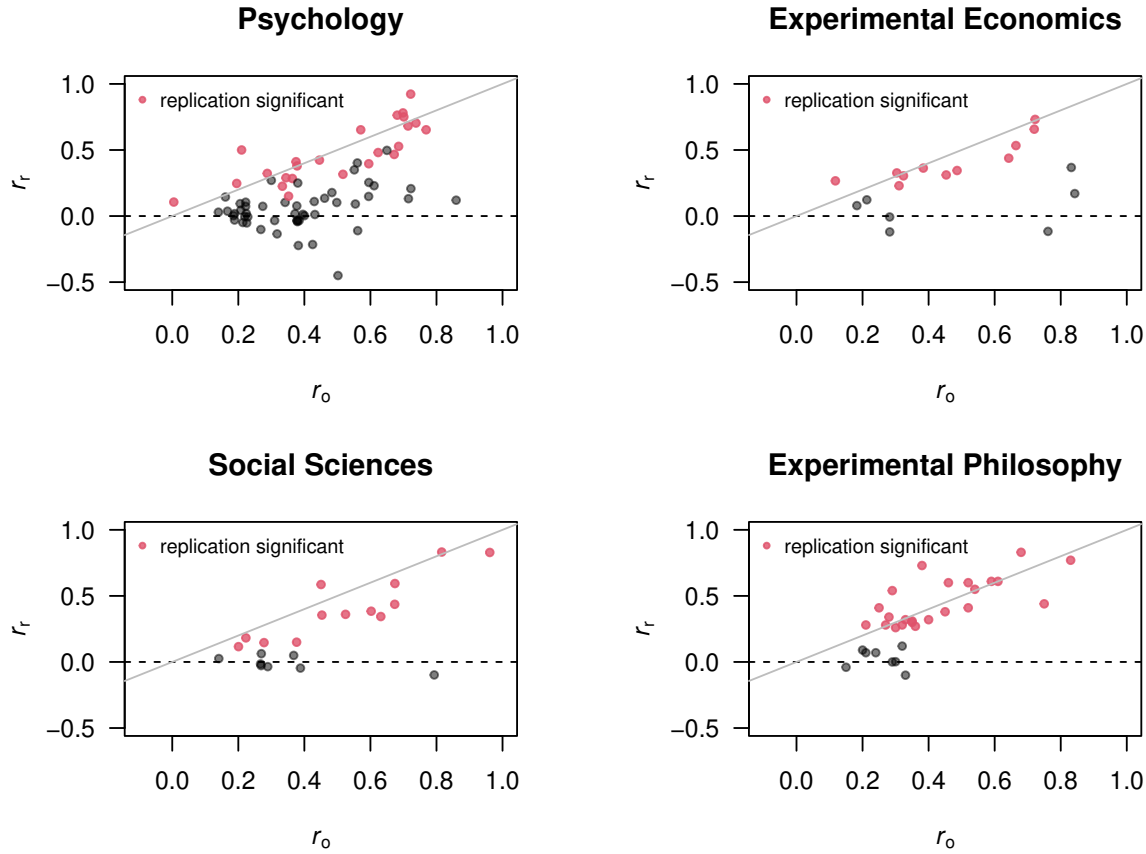 Psychology
1.0
0.5
0.0
−0.5
r_r
replication significant
0.0 0.2 0.4 0.6 0.8 1.0
r_o
Experimental Economics
1.0
0.5
0.0
−0.5
r_r
replication significant
0.0 0.2 0.4 0.6 0.8 1.0
r_o
Social Sciences
1.0
0.5
0.0
−0.5
r_r
replication significant
0.0 0.2 0.4 0.6 0.8 1.0
r_o
Experimental Philosophy
1.0
0.5
0.0
−0.5
r_r
replication significant
0.0 0.2 0.4 0.6 0.8 1.0
r_o